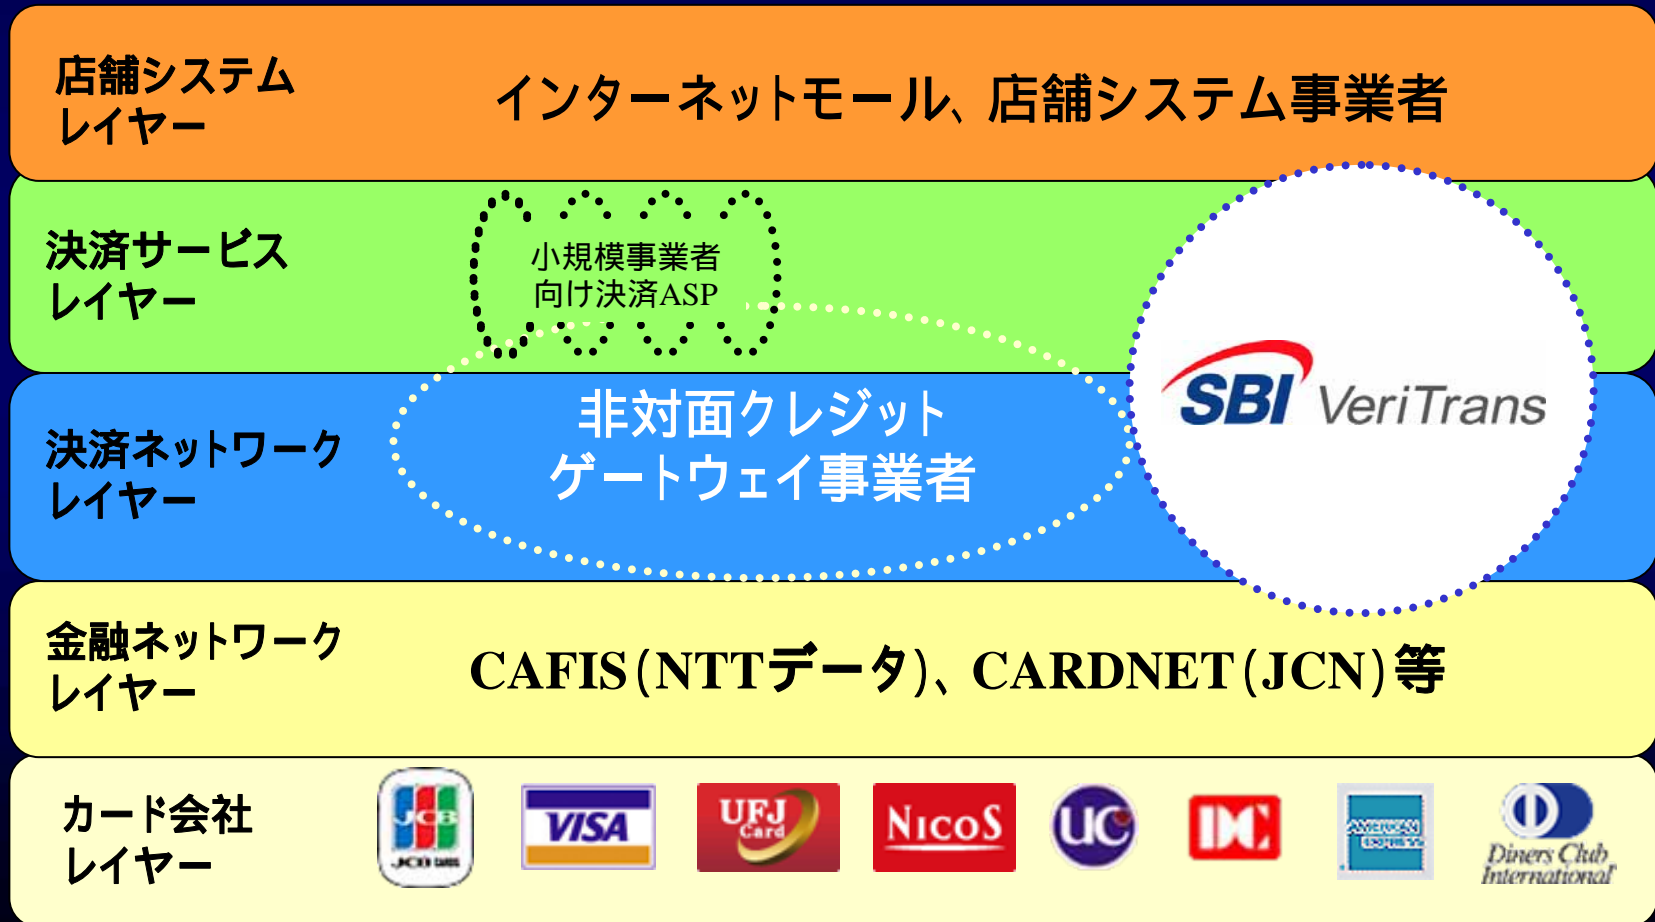 店舗システム
レイヤー
インターネットモール、店舗システム事業者
決済サービス
レイヤー
小規模事業者
向け決済ASP
SBI VeriTrans
決済ネットワーク
レイヤー
非対面クレジット
ゲートウェイ事業者
金融ネットワーク
レイヤー
CAFIS(NTTデータ)、CARDNET(JCN)等
カード会社
レイヤー
JCB
JCB CARD
VISA
UFJ
Card
NICOS
UC
DC
AMERICAN
EXPRESS
Diners Club
International